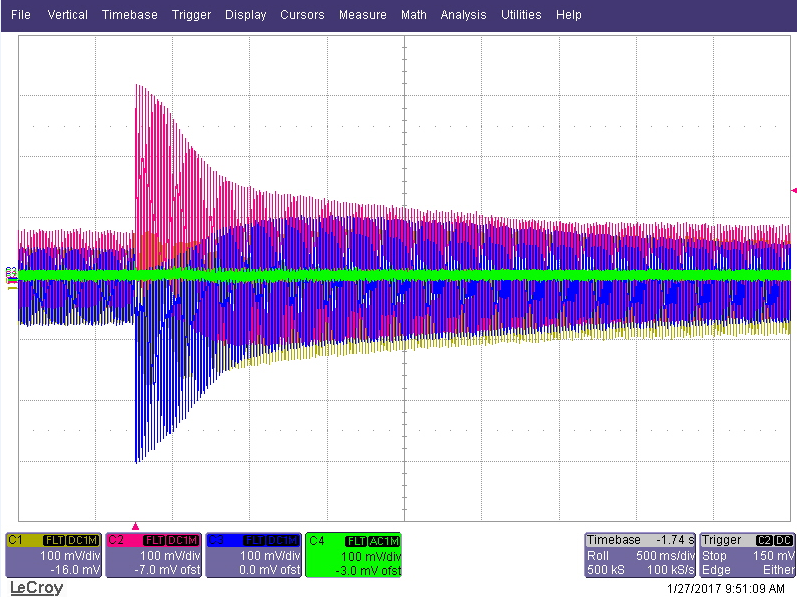 File Vertical Timebase Trigger Display Cursors Measure Math Analysis Utilities Help
C1 FLT DC1M C2 FLT DC1M C3 FLT DC1M C4 FLT AC1M Timebase -1.74 s Trigger C2 DC
100 mV/div 100 mV/div 100 mV/div 100 mV/div Roll 500 ms/div Stop 150 mV
-16.0 mV -7.0 mV ofst 0.0 mV ofst -3.0 mV ofst 500 kS 100 kS/s Edge Either
LeCroy 1/27/2017 9:51:09 AM